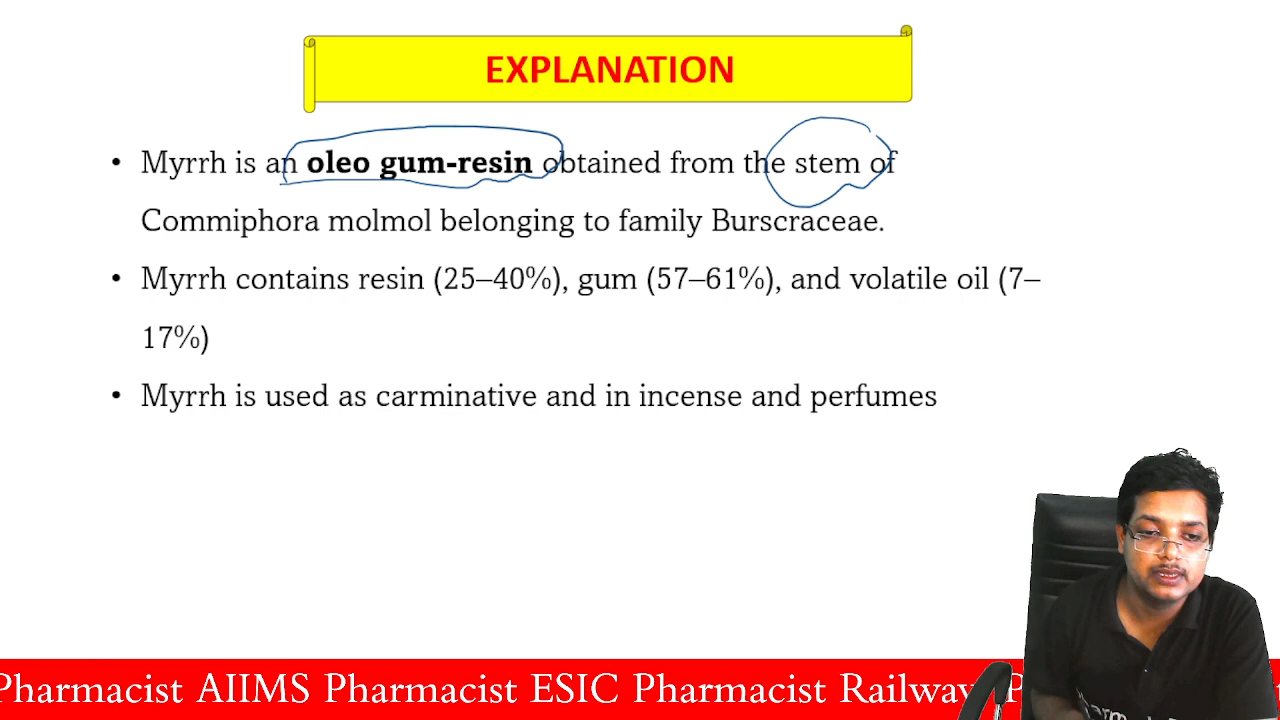 EXPLANATION
• Myrrh is an oleo gum-resin obtained from the stem of
Commiphora molmol belonging to family Burscraceae.
• Myrrh contains resin (25–40%), gum (57–61%), and volatile oil (7–
17%)
• Myrrh is used as carminative and in incense and perfumes
Pharmacist AIIMS Pharmacist ESIC Pharmacist Railway P